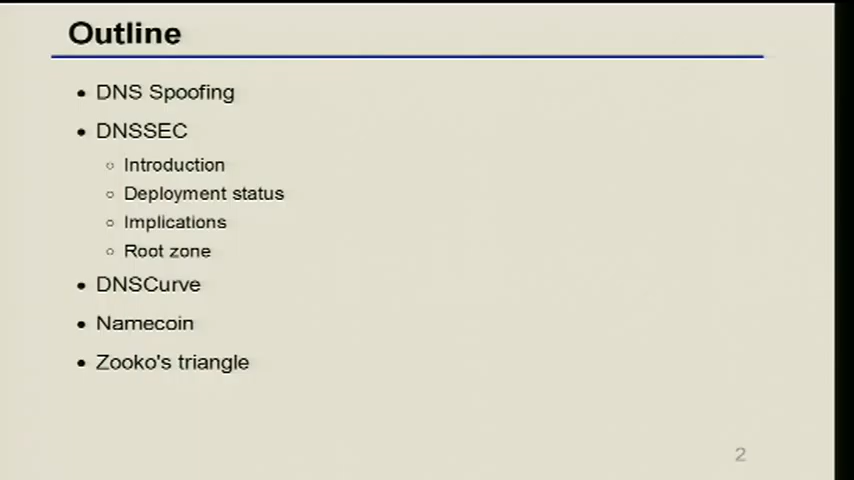 Outline
• DNS Spoofing
• DNSSEC
○ Introduction
○ Deployment status
○ Implications
○ Root zone
• DNSCurve
• Namecoin
• Zooko's triangle
2